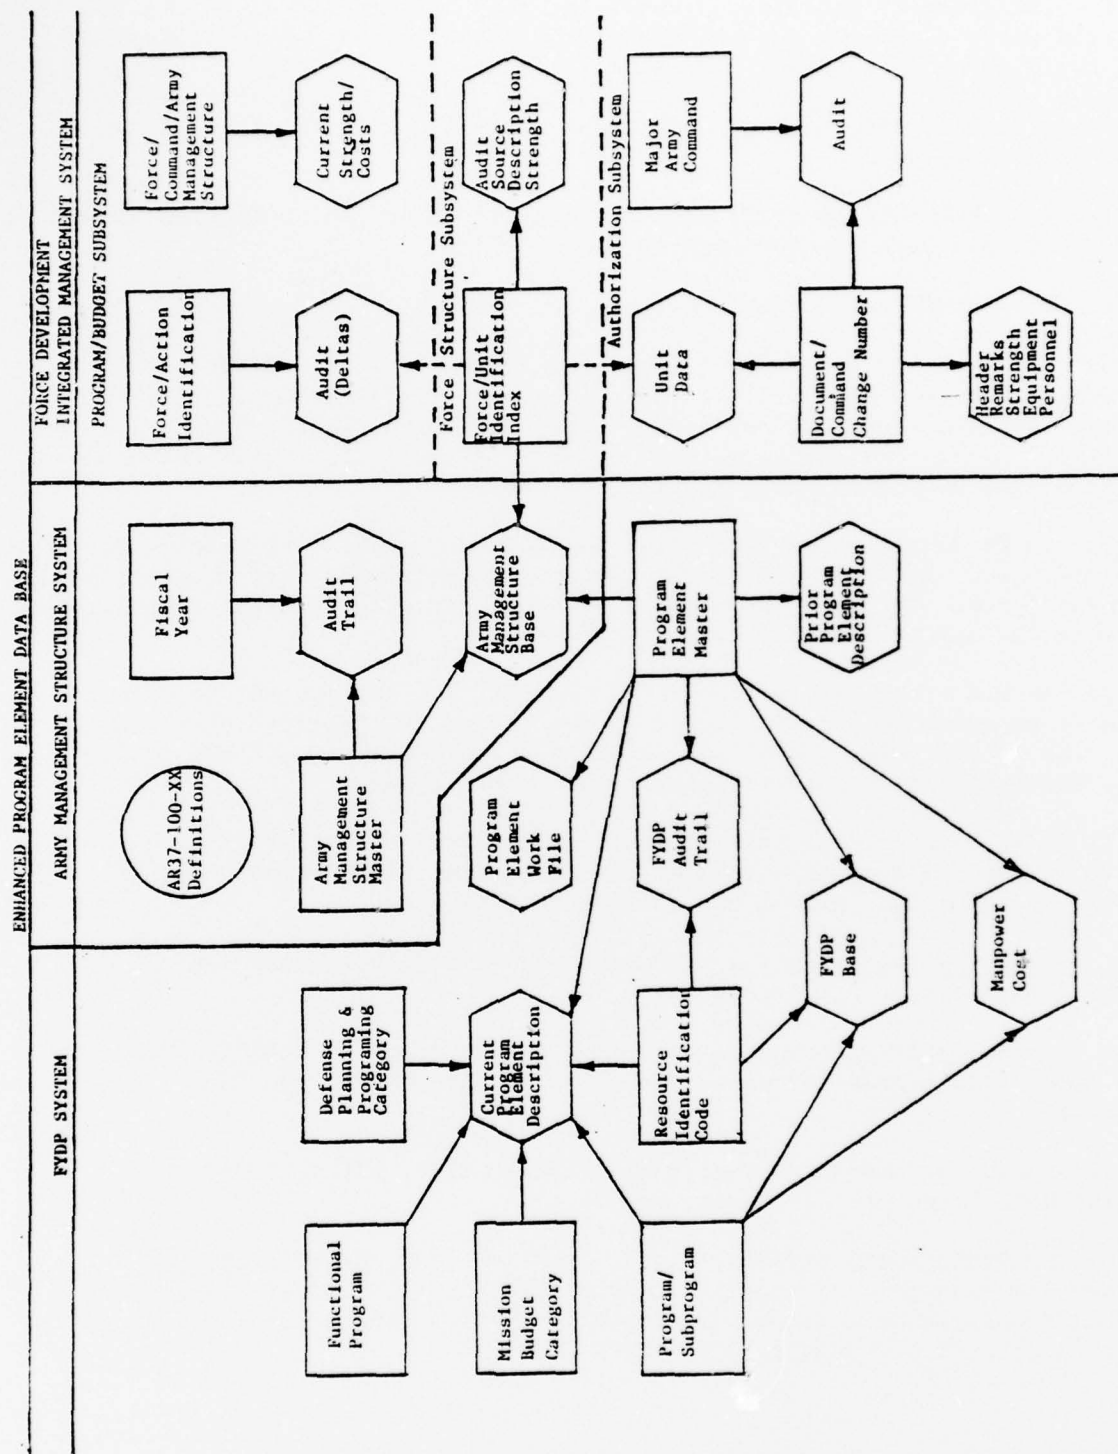 ENHANCED PROGRAM ELEMENT DATA BASE
FYDP SYSTEM
ARMY MANAGEMENT STRUCTURE SYSTEM
FORCE DEVELOPMENT
INTEGRATED MANAGEMENT SYSTEM
PROGRAM/BUDGET SUBSYSTEM
Functional
Program
Defense
Planning &
Programing
Category
Mission
Budget
Category
Current
Program
Element
Description
Program/
Subprogram
Resource
Identification
Code
FYDP
Base
Manpower
Cost
AR37-100-XX
Definitions
Fiscal
Year
Army
Management
Structure
Master
Audit
Trail
Program
Element
Work
File
Army
Management
Structure
Base
FYDP
Audit
Trail
Program
Element
Master
Prior
Program
Element
Description
Force/Action
Identification
Force/
Command/Army
Management
Structure
Audit
(Deltas)
Current
Strength/
Costs
Force Structure Subsystem
Force/Unit
Identification
Index
Audit
Source
Description
Strength
Authorization Subsystem
Unit
Data
Major
Army
Command
Document/
Command
Change Number
Audit
Header
Remarks
Strength
Equipment
Personnel